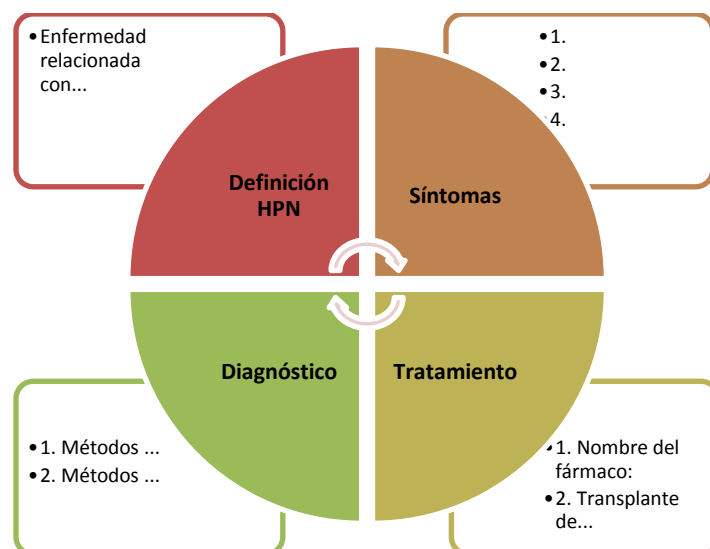 • Enfermedad
relacionada
con...
• 1.
• 2.
• 3.
• 4.
Definición
HPN
Síntomas
Diagnóstico
Tratamiento
• 1. Métodos ...
• 2. Métodos ...
• 1. Nombre del
fármaco:
• 2. Transplante
de...